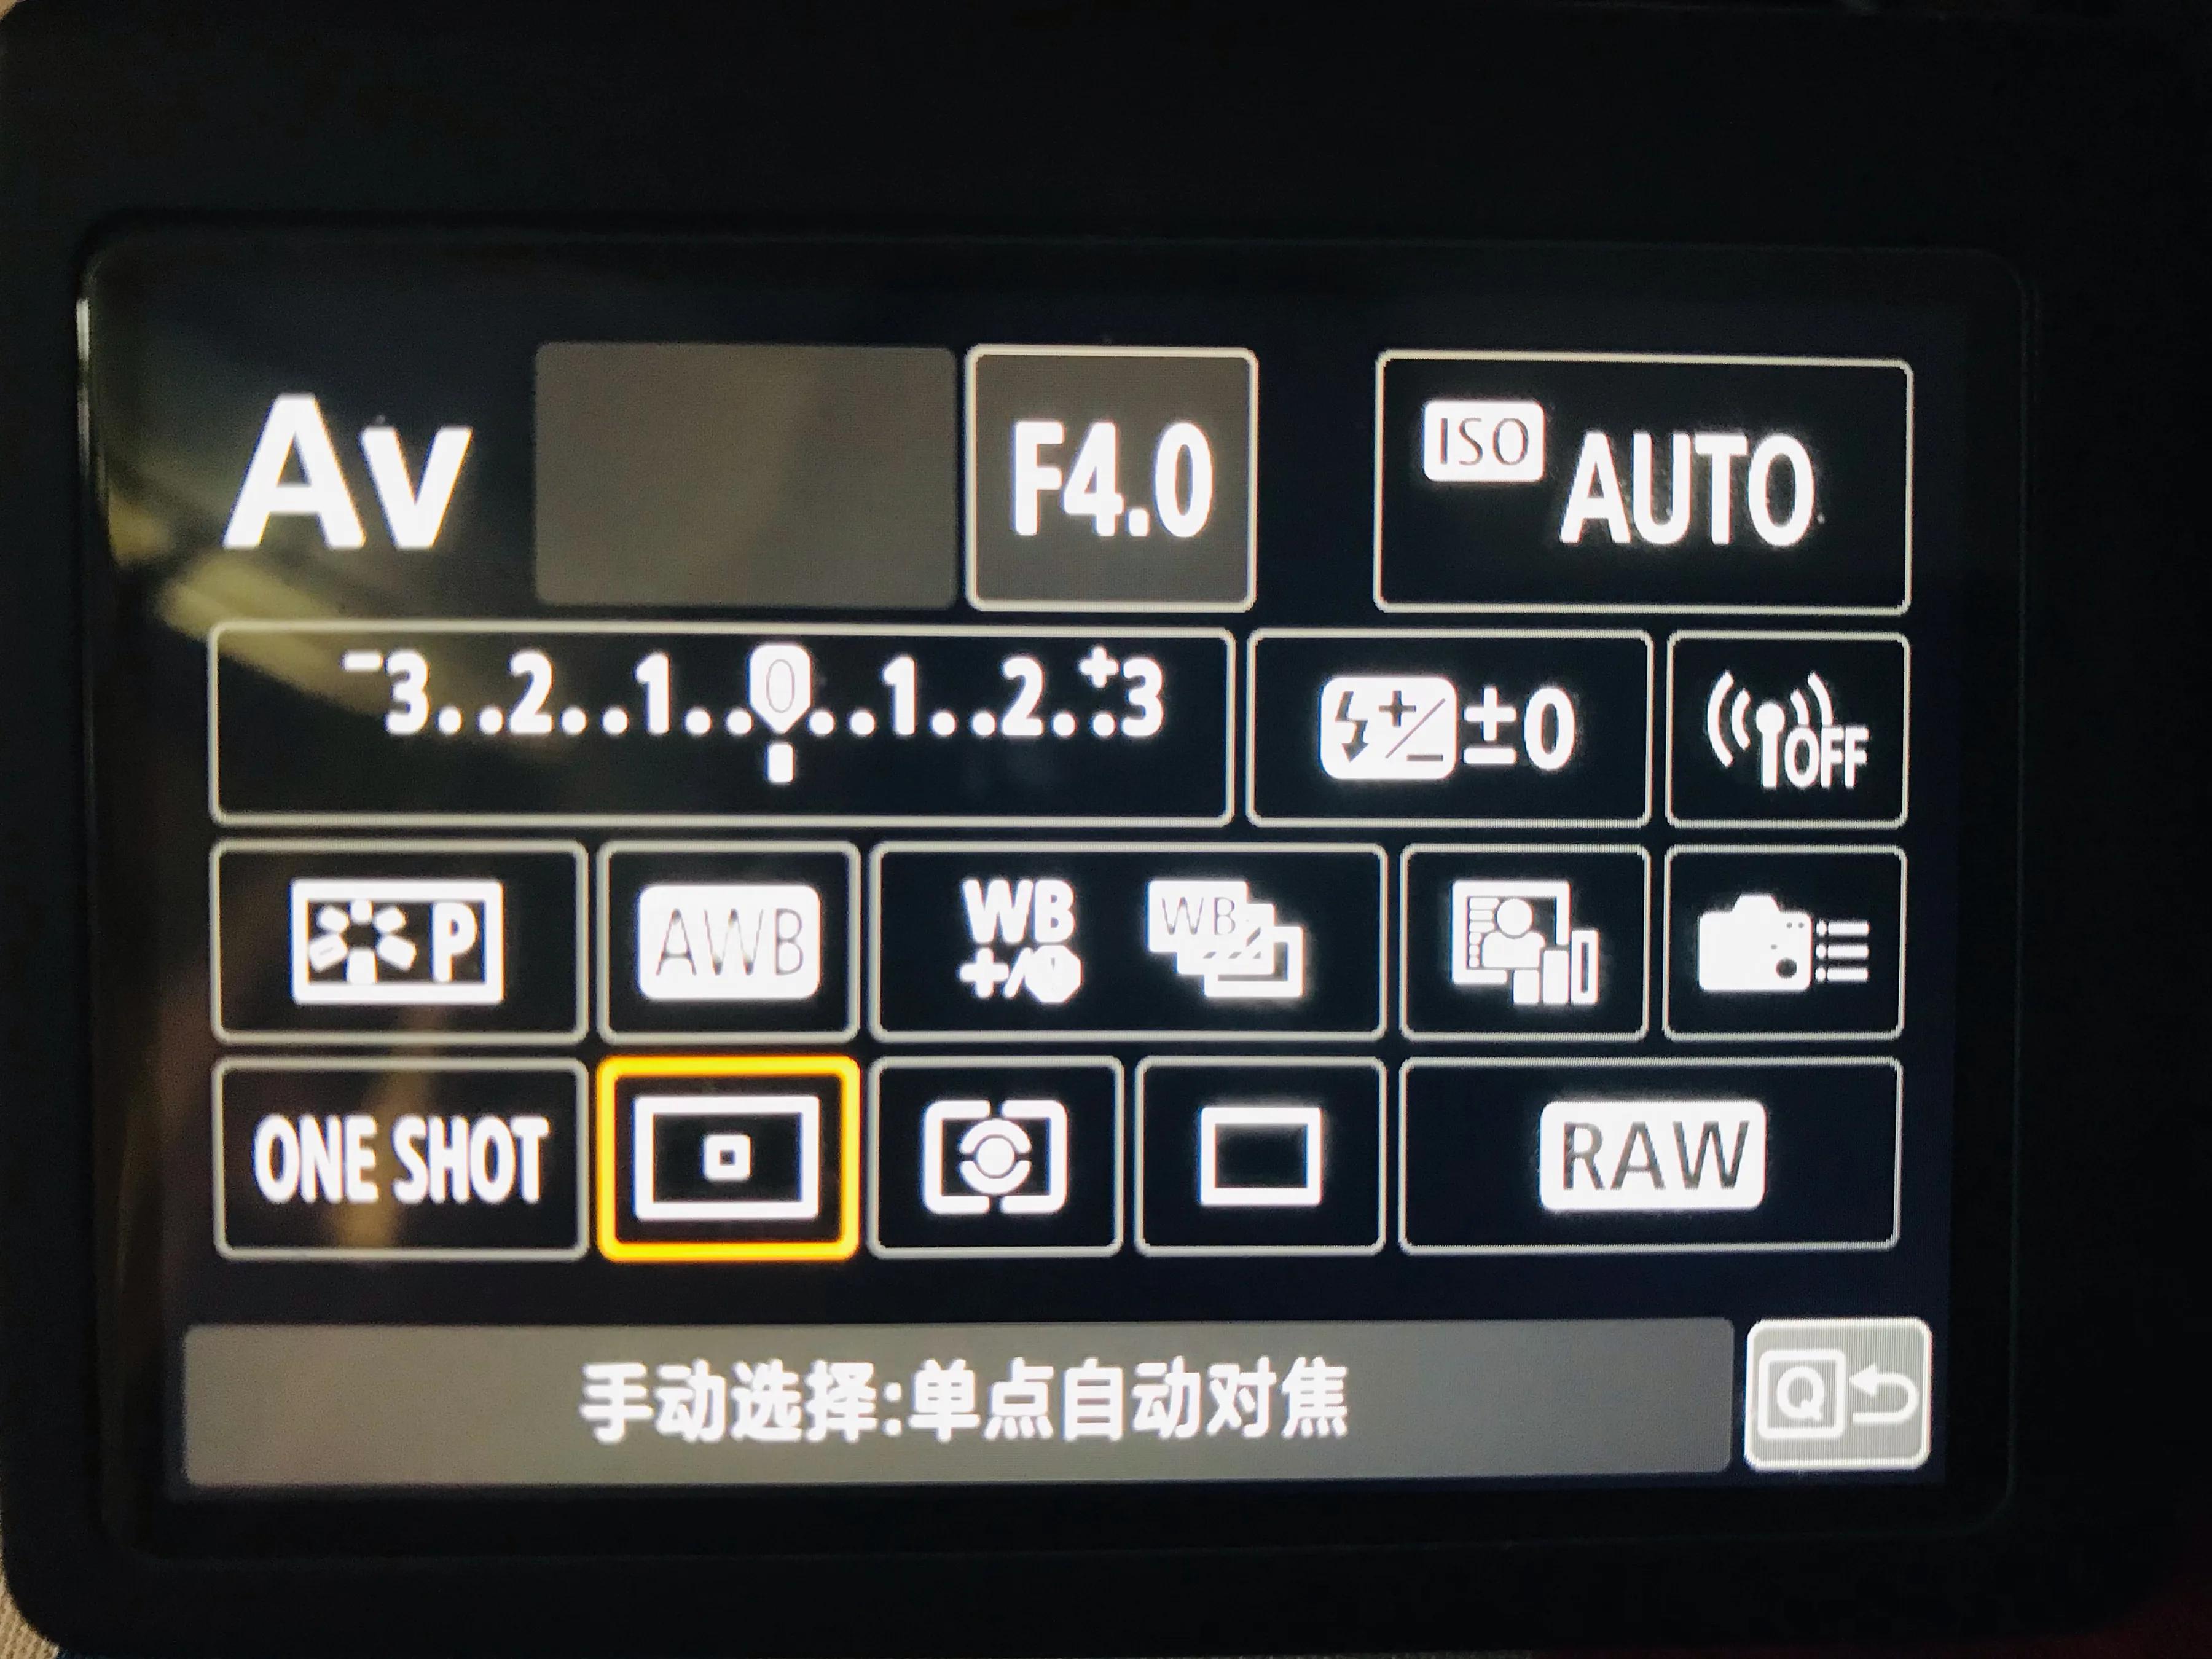 Av F4.0 ISO AUTO
-3..2..1..0..1..2..+3 ±0 OFF
P AWB WB +/- WB
ONE SHOT RAW
手动选择:单点自动对焦 Q